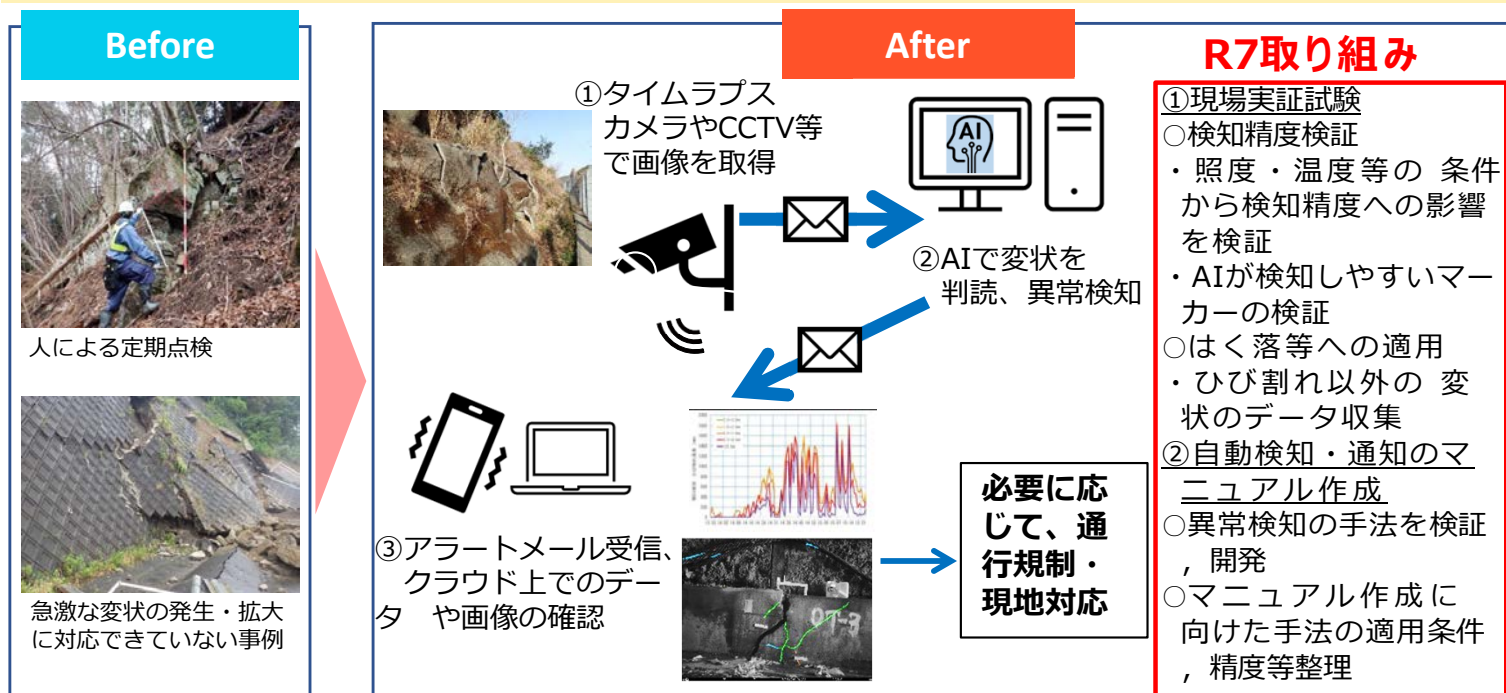 Before
人による定期点検
急激な変状の発生・拡大
に対応できていない事例
After
①タイムラプス
カメラやCCTV等
で画像を取得
AI
②AIで変状を
判読、異常検知
③アラートメール受信、
クラウド上でのデー
タ や画像の確認
07-3
必要に応
じて、通
行規制・
現地対応
R7取り組み
①現場実証試験
○検知精度検証
・照度・温度等の 条件
から検知精度への影響
を検証
・AIが検知しやすいマー
カーの検証
○はく落等への適用
・ひび割れ以外の 変
状のデータ収集
②自動検知・通知のマ
ニュアル作成
○異常検知の手法を検証
，開発
○マニュアル作成に
向けた手法の適用条件
，精度等整理